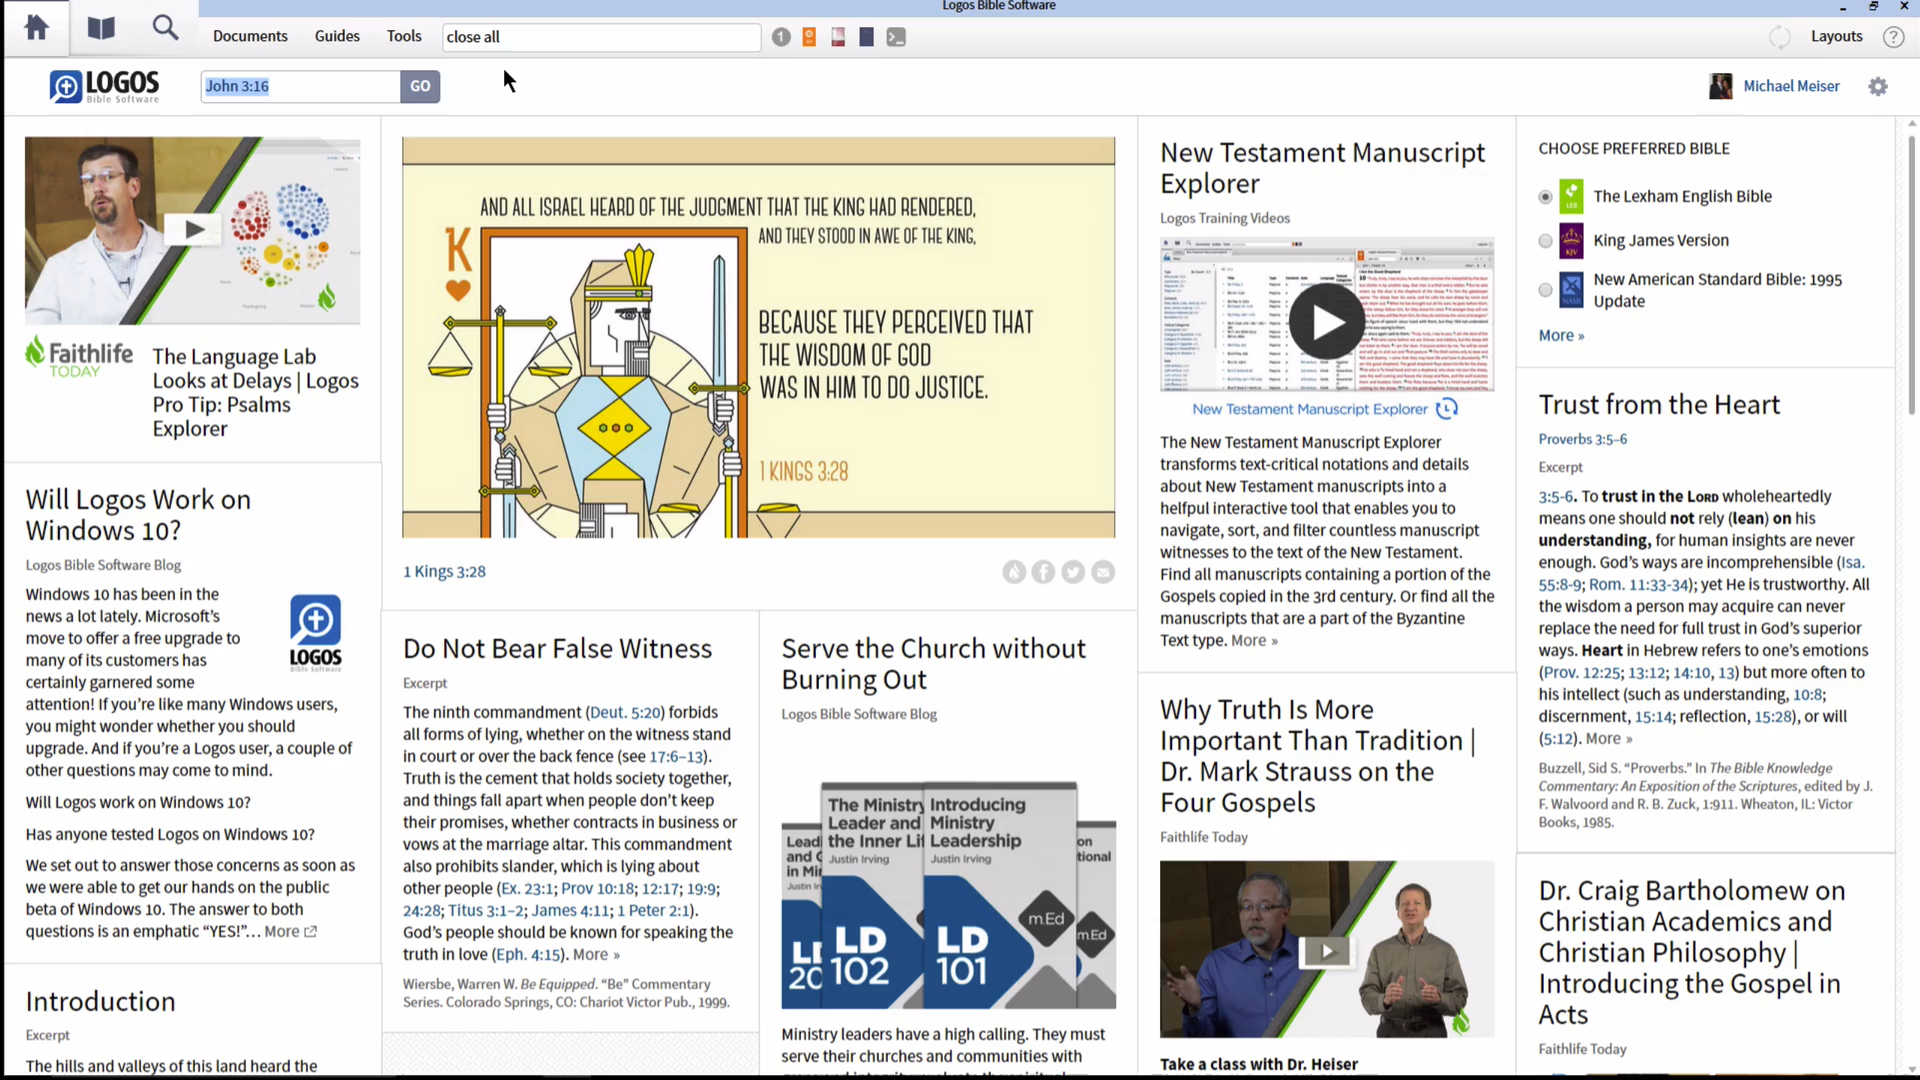 Logos Bible Software
Documents
Guides
Tools
close all
1
Layouts
?
LOGOS
Bible Software
John 3:16
GO
Michael Meiser
Faithlife
TODAY
The Language Lab
Looks at Delays | Logos
Pro Tip: Psalms
Explorer
Will Logos Work on
Windows 10?
Logos Bible Software Blog
Windows 10 has been in the
news a lot lately. Microsoft’s
move to offer a free upgrade to
many of its customers has
certainly garnered some
attention! If you’re like many Windows users,
you might wonder whether you should
upgrade. And if you’re a Logos user, a couple of
other questions may come to mind.
LOGOS
Bible Software
Will Logos work on Windows 10?
Has anyone tested Logos on Windows 10?
We set out to answer those concerns as soon as
we were able to get our hands on the public
beta of Windows 10. The answer to both
questions is an emphatic “YES!”… More
Introduction
Excerpt
The hills and valleys of this land heard the
K
AND ALL ISRAEL HEARD OF THE JUDGMENT THAT THE KING HAD RENDERED,
AND THEY STOOD IN AWE OF THE KING,
BECAUSE THEY PERCEIVED THAT
THE WISDOM OF GOD
WAS IN HIM TO DO JUSTICE.
1 KINGS 3:28
1 Kings 3:28
Do Not Bear False Witness
Excerpt
The ninth commandment (Deut. 5:20) forbids
all forms of lying, whether on the witness stand
in court or over the back fence (see 17:6–13).
Truth is the cement that holds society together,
and things fall apart when people don’t keep
their promises, whether contracts in business or
vows at the marriage altar. This commandment
also prohibits slander, which is lying about
other people (Ex. 23:1; Prov 10:18; 12:17; 19:9;
24:28; Titus 3:1–2; James 4:11; 1 Peter 2:1).
God’s people should be known for speaking the
truth in love (Eph. 4:15). More »
Wiersbe, Warren W. Be Equipped. “Be” Commentary
Series. Colorado Springs, CO: Chariot Victor Pub., 1999.
Serve the Church without
Burning Out
Logos Bible Software Blog
The Ministry
Leader and
the Inner Lif
Justin Irving
LD
102
Introducing
Ministry
Leadership
Justin Irving
LD
101
m.Ed
Leadi
and C
in Min
Justin Ir
LD
20
on
tional
m.Ed
Ministry leaders have a high calling. They must
serve their churches and communities with
New Testament Manuscript
Explorer
Logos Training Videos
New Testament Manuscript Explorer
The New Testament Manuscript Explorer
transforms text-critical notations and details
about New Testament manuscripts into a
helpful interactive tool that enables you to
navigate, sort, and filter countless manuscript
witnesses to the text of the New Testament.
Find all manuscripts containing a portion of the
Gospels copied in the 3rd century. Or find all the
manuscripts that are a part of the Byzantine
Text type. More »
Why Truth Is More
Important Than Tradition |
Dr. Mark Strauss on the
Four Gospels
Faithlife Today
Take a class with Dr. Heiser
CHOOSE PREFERRED BIBLE
LEB
The Lexham English Bible
KJV
King James Version
NASB
New American Standard Bible: 1995
Update
More »
Trust from the Heart
Proverbs 3:5–6
Excerpt
3:5-6. To trust in the LORD wholeheartedly
means one should not rely (lean) on his
understanding, for human insights are never
enough. God’s ways are incomprehensible (Isa.
55:8-9; Rom. 11:33-34); yet He is trustworthy. All
the wisdom a person may acquire can never
replace the need for full trust in God’s superior
ways. Heart in Hebrew refers to one’s emotions
(Prov. 12:25; 13:12; 14:10, 13) but more often to
his intellect (such as understanding, 10:8;
discernment, 15:14; reflection, 15:28), or will
(5:12). More »
Buzzell, Sid S. “Proverbs.” In The Bible Knowledge
Commentary: An Exposition of the Scriptures, edited by J.
F. Walvoord and R. B. Zuck, 1:911. Wheaton, IL: Victor
Books, 1985.
Dr. Craig Bartholomew on
Christian Academics and
Christian Philosophy |
Introducing the Gospel in
Acts
Faithlife Today